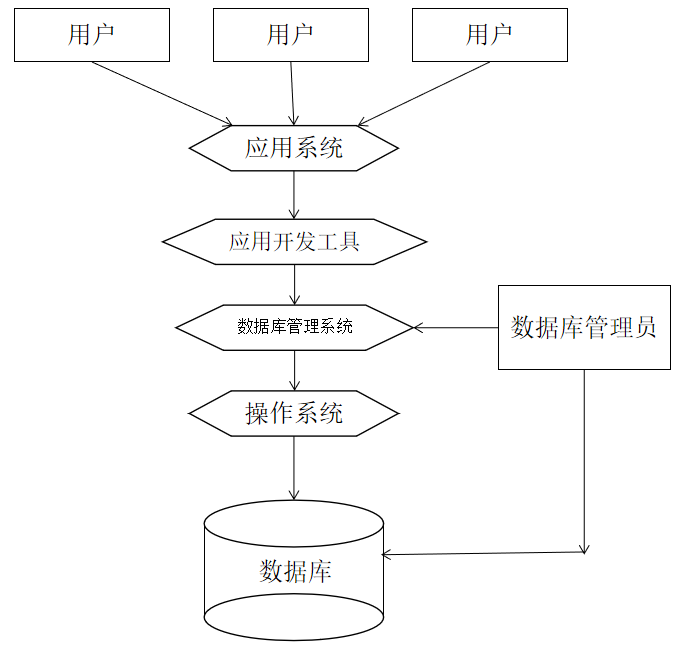 用户
用户
用户
应用系统
应用开发工具
数据库管理系统
数据库管理员
操作系统
数据库